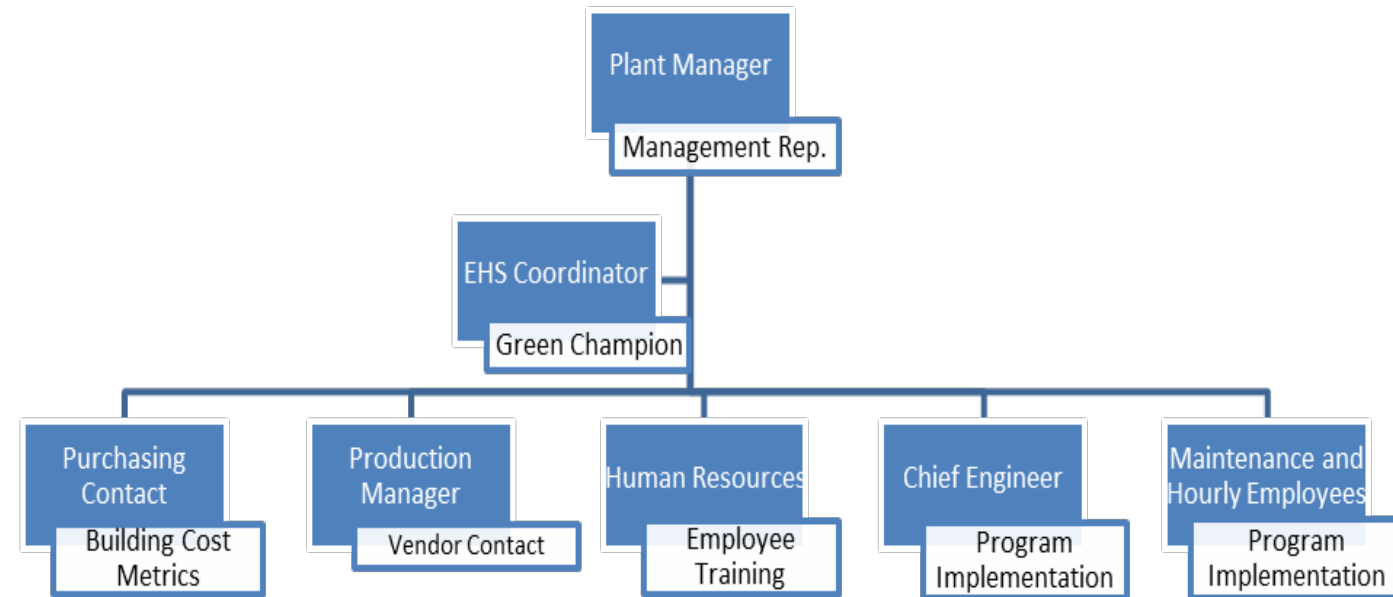 Plant Manager
Management Rep.
EHS Coordinator
Green Champion
Purchasing
Contact
Building Cost
Metrics
Production
Manager
Vendor Contact
Human Resources
Employee
Training
Chief Engineer
Program
Implementation
Maintenance and
Hourly Employees
Program
Implementation